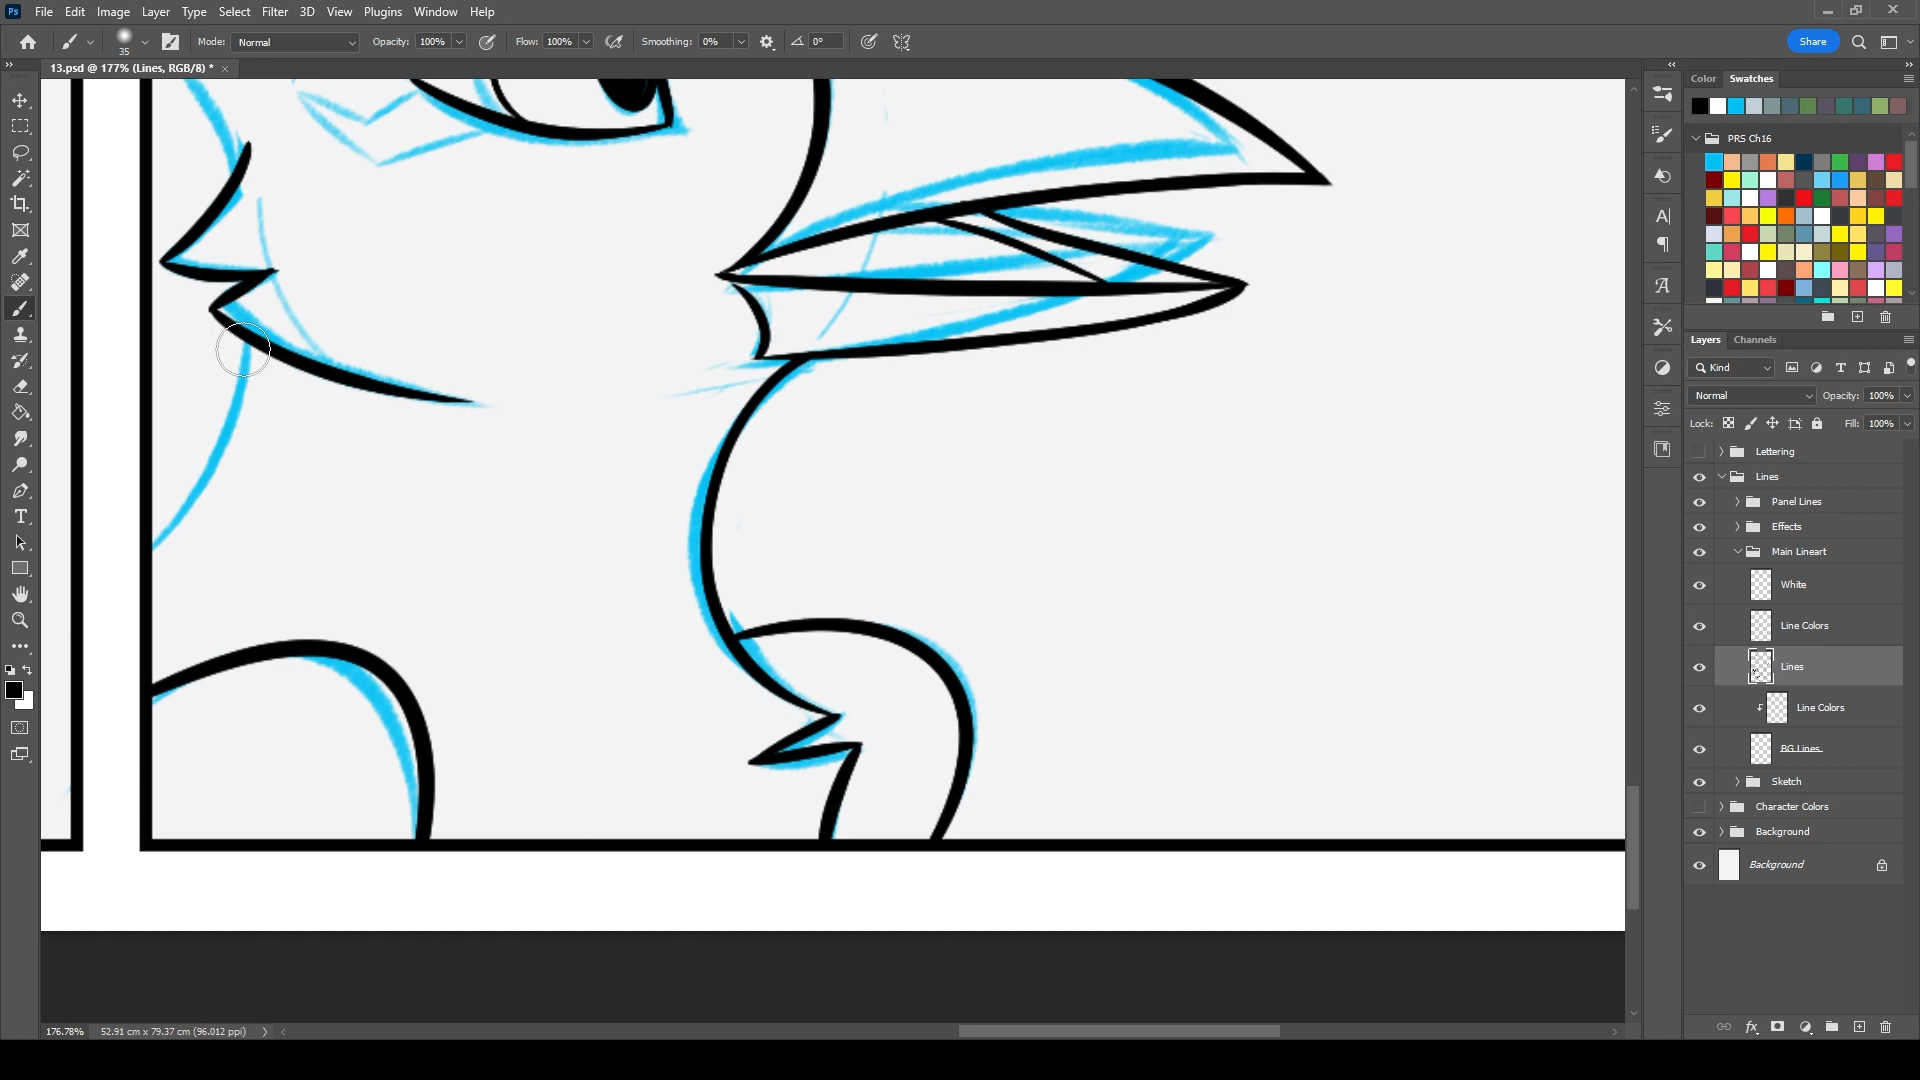 Ps File Edit Image Layer Type Select Filter 3D View Plugins Window Help
35 Mode: Normal Opacity: 100% Flow: 100% Smoothing: 0% 0° Share
13.psd @ 177% (Lines, RGB/8) *
Color Swatches
PRS Ch16
Layers Channels
Kind
Normal Opacity: 100%
Lock: Fill: 100%
Lettering
Lines
Panel Lines
Effects
Main Lineart
White
Line Colors
Lines
Line Colors
BG Lines
Sketch
Character Colors
Background
Background
176.78% 52.91 cm x 79.37 cm (96.012 ppi)